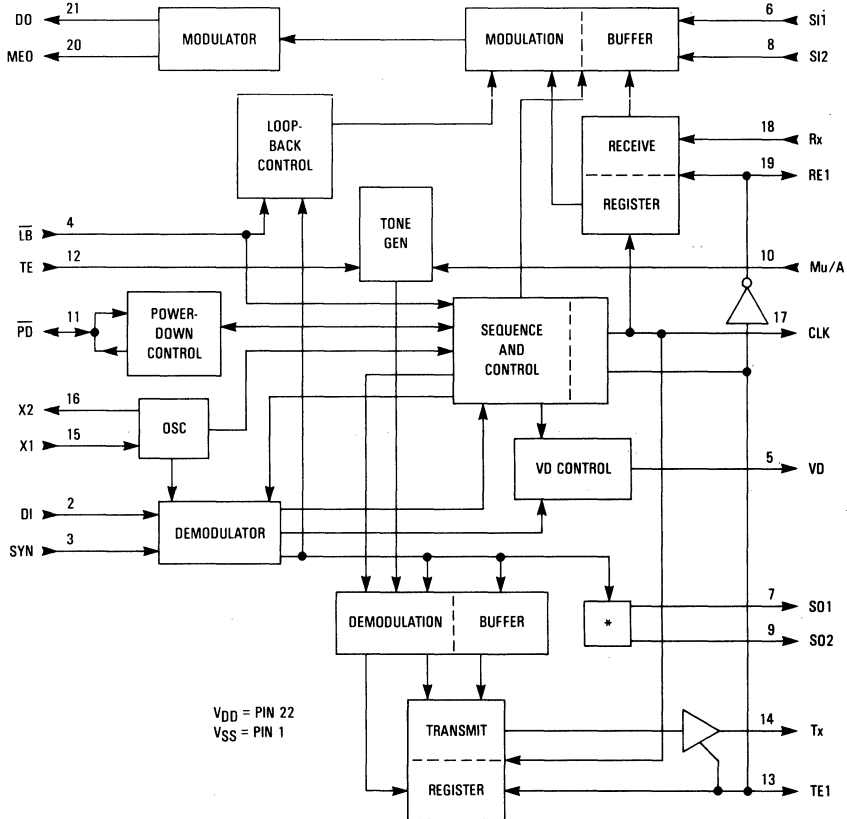 DO 21
MEO 20
MODULATOR
MODULATION BUFFER
6 SI1
8 SI2
LOOP-
BACK
CONTROL
RECEIVE
REGISTER
18 Rx
19 RE1
TONE
GEN
L̅B̅ 4
TE 12
10 Mu/A
P̅D̅ 11
POWER-
DOWN
CONTROL
SEQUENCE
AND
CONTROL
17 CLK
X2 16
X1 15
OSC
VD CONTROL
5 VD
DI 2
SYN 3
DEMODULATOR
DEMODULATION BUFFER
*
7 SO1
9 SO2
VDD = PIN 22
VSS = PIN 1
TRANSMIT
REGISTER
14 Tx
13 TE1